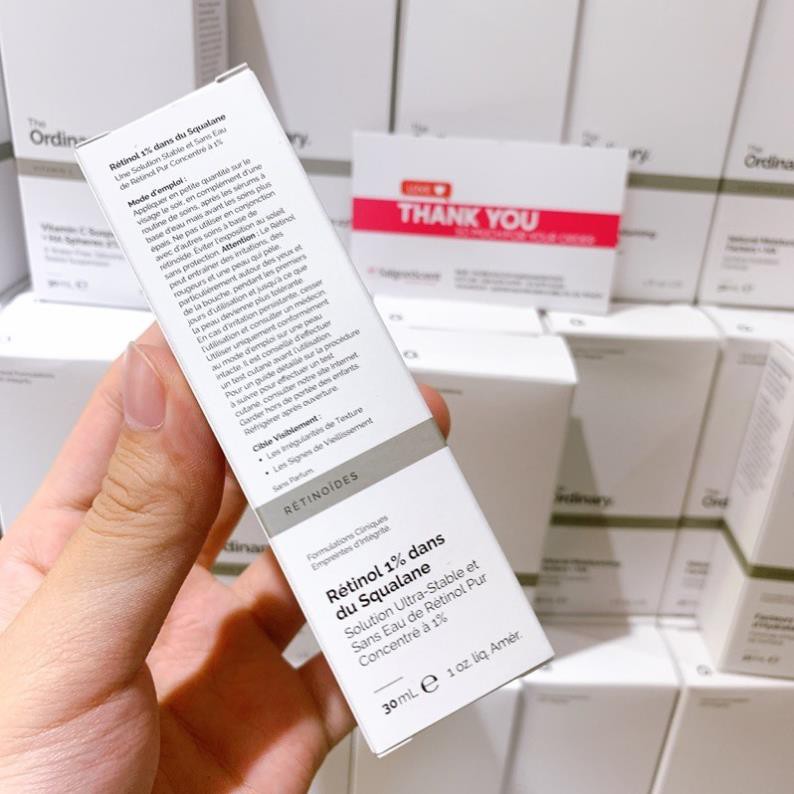 Rétinol 1% dans du Squalane
Une Solution Stable et Sans Eau
de Rétinol Pur Concentré à 1%
Mode d'emploi :
Appliquer en petite quantité sur le
visage le soir, en complément d'une
routine de soins, après les sérums à
base d'eau mais avant les soins plus
épais. Ne pas utiliser en conjonction
avec d'autres soins à base de
rétinoïde. Éviter l'exposition au soleil
sans protection. Attention : Le Rétinol
peut entraîner des irritations, des
rougeurs et une peau qui pèle,
particulièrement autour des yeux et
de la bouche, pendant les premiers
jours d'utilisation et jusqu'à ce que
la peau devienne plus tolérante.
En cas d'irritation persistante, cesser
l'utilisation et consulter un médecin.
Utiliser uniquement conformément
au mode d'emploi sur une peau
intacte. Il est conseillé d'effectuer
un test cutané avant l'utilisation.
Pour un guide détaillé sur la procédure
à suivre pour effectuer un test
cutané, consulter notre site internet.
Garder hors de portée des enfants.
Réfrigérer après ouverture.
Cible Visiblement :
• Les Irrégularités de Texture
• Les Signes de Vieillissement
Sans Parfum
RÉTINOÏDES
Formulations Cliniques
Empreintes d'Intégrité.
Rétinol 1% dans
du Squalane
Solution Ultra-Stable et
Sans Eau de Rétinol Pur
Concentré à 1%
30 mL e 1 oz. liq. Amér.
The
Ordinary
LOVE
THANK YOU
SO MUCH FOR YOUR ORDER
The
Ordina
Ordinary.